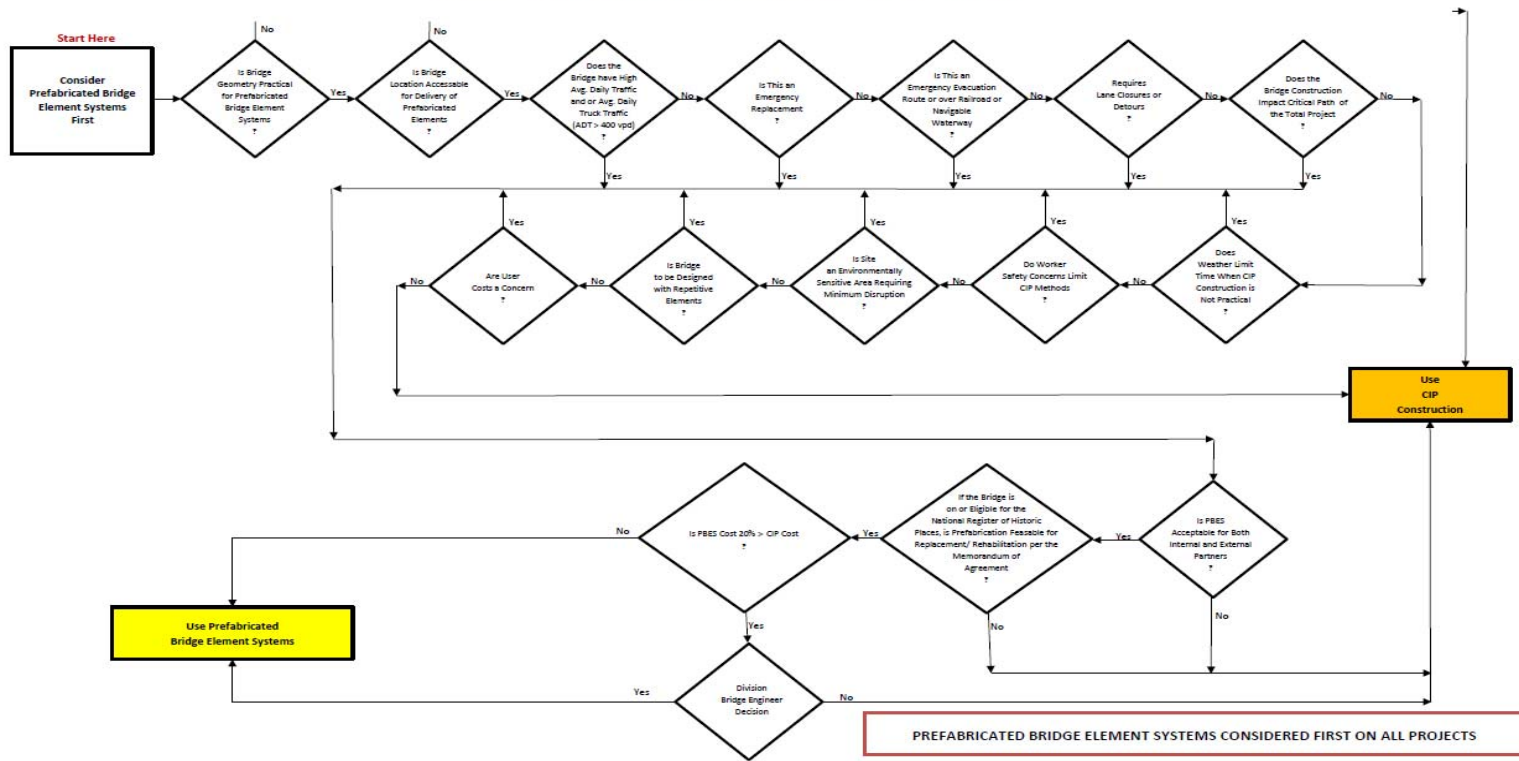 Start Here
Consider
Prefabricated Bridge
Element Systems
First
No
Is Bridge
Geometry Practical
for Prefabricated
Bridge Element
Systems
?
Yes
No
Is Bridge
Location Accessable
for Delivery of
Prefabricated
Elements
?
Yes
Does the
Bridge have High
Avg. Daily Traffic
and or Avg. Daily
Truck Traffic
(ADT > 400 vpd)
?
No
Yes
Is This an
Emergency
Replacement
?
No
Yes
Is This an
Emergency Evacuation
Route or over Railroad or
Navigable
Waterway
?
No
Yes
Requires
Lane Closures or
Detours
?
No
Yes
Does the
Bridge Construction
Impact Critical Path of
the Total Project
?
No
Yes
Yes
Does
Weather Limit
Time When CIP
Construction is
Not Practical
?
No
Yes
Do Worker
Safety Concerns Limit
CIP Methods
?
No
Yes
Is Site
an Environmentally
Sensitive Area Requiring
Minimum Disruption
?
No
Yes
Is Bridge
to be Designed
with Repetitive
Elements
?
No
Yes
Are User
Costs a Concern
?
No
Use
CIP
Construction
Is PBES
Acceptable for Both
Internal and External
Partners
?
Yes
No
If the Bridge is
on or Eligible for the
National Register of Historic
Places, is Prefabrication Feasable for
Replacement/ Rehabilitation per the
Memorandum of
Agreement
?
Yes
No
Is PBES Cost 20% > CIP Cost
?
No
Yes
Use Prefabricated
Bridge Element Systems
Division
Bridge Engineer
Decision
Yes
No
PREFABRICATED BRIDGE ELEMENT SYSTEMS CONSIDERED FIRST ON ALL PROJECTS